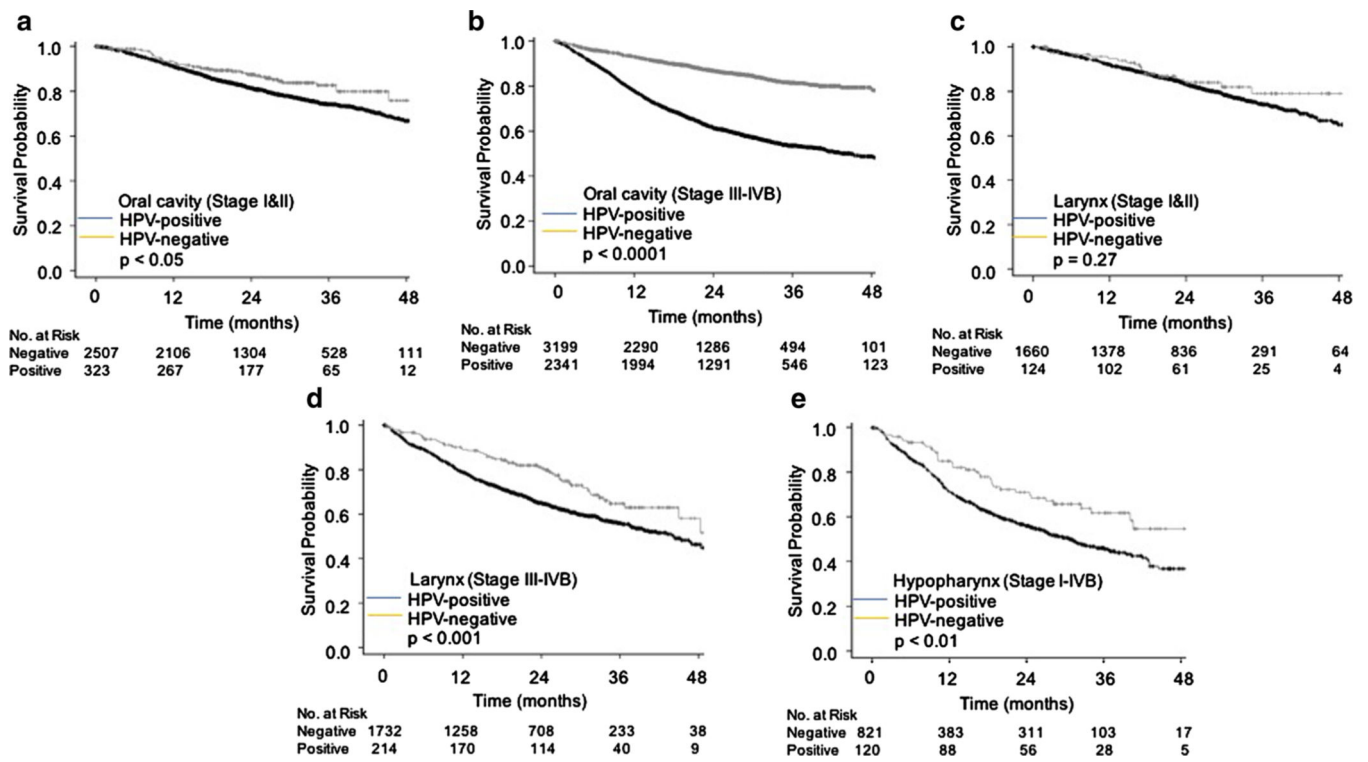 a
1.0
0.8
0.6
0.4
0.2
0.0
Survival Probability
Oral cavity (Stage I&II)
HPV-positive
HPV-negative
p < 0.05
0 12 24 36 48
Time (months)
No. at Risk
Negative 2507 2106 1304 528 111
Positive 323 267 177 65 12
b
1.0
0.8
0.6
0.4
0.2
0.0
Survival Probability
Oral cavity (Stage III-IVB)
HPV-positive
HPV-negative
p < 0.0001
0 12 24 36 48
Time (months)
No. at Risk
Negative 3199 2290 1286 494 101
Positive 2341 1994 1291 546 123
c
1.0
0.8
0.6
0.4
0.2
0.0
Survival Probability
Larynx (Stage I&II)
HPV-positive
HPV-negative
p = 0.27
0 12 24 36 48
Time (months)
No. at Risk
Negative 1660 1378 836 291 64
Positive 124 102 61 25 4
d
1.0
0.8
0.6
0.4
0.2
0.0
Survival Probability
Larynx (Stage III-IVB)
HPV-positive
HPV-negative
p < 0.001
0 12 24 36 48
Time (months)
No. at Risk
Negative 1732 1258 708 233 38
Positive 214 170 114 40 9
e
1.0
0.8
0.6
0.4
0.2
0.0
Survival Probability
Hypopharynx (Stage I-IVB)
HPV-positive
HPV-negative
p < 0.01
0 12 24 36 48
Time (months)
No. at Risk
Negative 821 383 311 103 17
Positive 120 88 56 28 5